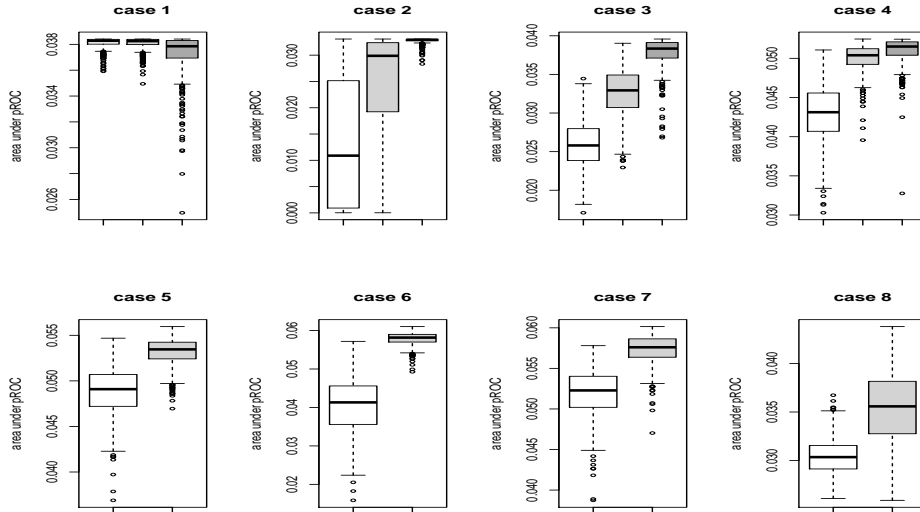 case 1
area under pROC
0.026
0.030
0.034
0.038
case 2
area under pROC
0.000
0.010
0.020
0.030
case 3
area under pROC
0.020
0.025
0.030
0.035
0.040
case 4
area under pROC
0.030
0.035
0.040
0.045
0.050
case 5
area under pROC
0.040
0.045
0.050
0.055
case 6
area under pROC
0.02
0.03
0.04
0.05
0.06
case 7
area under pROC
0.040
0.045
0.050
0.055
0.060
case 8
area under pROC
0.030
0.035
0.040